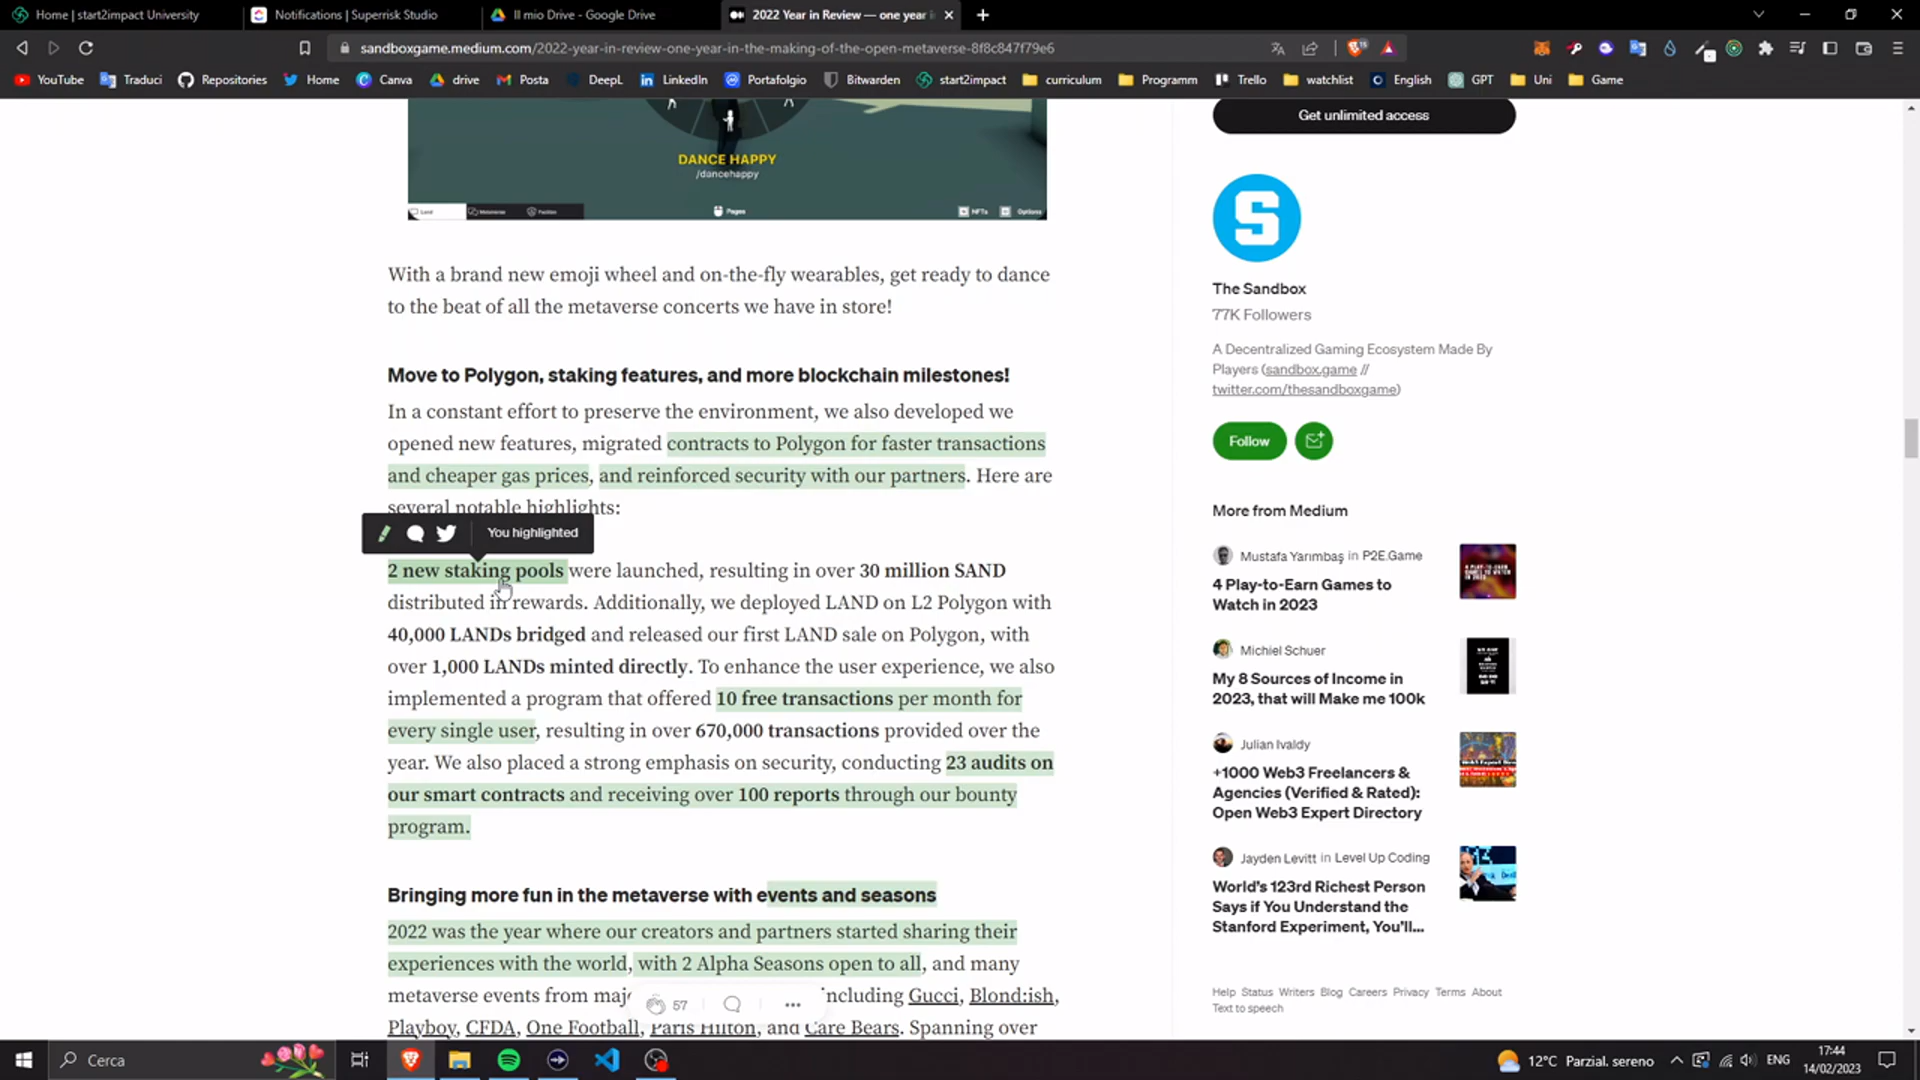 Home | start2impact University
Notifications | Superrisk Studio
Il mio Drive - Google Drive
2022 Year in Review — one year in
sandboxgame.medium.com/2022-year-in-review-one-year-in-the-making-of-the-open-metaverse-8f8c847f79e6
YouTube Traduci Repositories Home Canva drive Posta DeepL LinkedIn Portafolgio Bitwarden start2impact curriculum Programm Trello watchlist English GPT Uni Game
DANCE HAPPY
/dancehappy
Land Metaverse Pages NFTs Options
With a brand new emoji wheel and on-the-fly wearables, get ready to dance
to the beat of all the metaverse concerts we have in store!
Move to Polygon, staking features, and more blockchain milestones!
In a constant effort to preserve the environment, we also developed we
opened new features, migrated contracts to Polygon for faster transactions
and cheaper gas prices, and reinforced security with our partners. Here are
several notable highlights:
You highlighted
2 new staking pools were launched, resulting in over 30 million SAND
distributed in rewards. Additionally, we deployed LAND on L2 Polygon with
40,000 LANDs bridged and released our first LAND sale on Polygon, with
over 1,000 LANDs minted directly. To enhance the user experience, we also
implemented a program that offered 10 free transactions per month for
every single user, resulting in over 670,000 transactions provided over the
year. We also placed a strong emphasis on security, conducting 23 audits on
our smart contracts and receiving over 100 reports through our bounty
program.
Bringing more fun in the metaverse with events and seasons
2022 was the year where our creators and partners started sharing their
experiences with the world, with 2 Alpha Seasons open to all, and many
metaverse events from including Gucci, Blond:ish,
57
Playboy, CFDA, One Football, Paris Hilton, and Care Bears. Spanning over
Get unlimited access
S
The Sandbox
77K Followers
A Decentralized Gaming Ecosystem Made By
Players (sandbox.game //
twitter.com/thesandboxgame)
Follow
More from Medium
Mustafa Yarımbaş in P2E.Game
4 Play-to-Earn Games to
Watch in 2023
Michiel Schuer
My 8 Sources of Income in
2023, that will Make me 100k
Julian Ivaldy
+1000 Web3 Freelancers &
Agencies (Verified & Rated):
Open Web3 Expert Directory
Jayden Levitt in Level Up Coding
World's 123rd Richest Person
Says if You Understand the
Stanford Experiment, You'll...
Help Status Writers Blog Careers Privacy Terms About
Text to speech
Cerca
12°C Parzial. sereno
ENG
17:44
14/02/2023